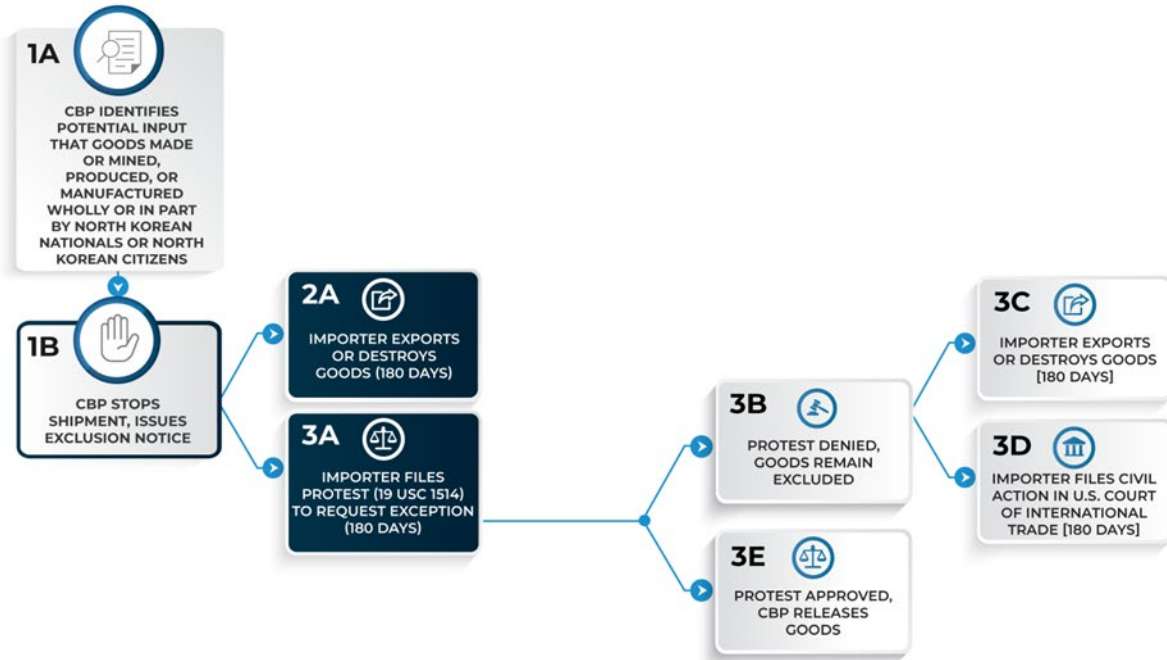 1A
CBP IDENTIFIES
POTENTIAL INPUT
THAT GOODS MADE
OR MINED,
PRODUCED, OR
MANUFACTURED
WHOLLY OR IN PART
BY NORTH KOREAN
NATIONALS OR NORTH
KOREAN CITIZENS
1B
CBP STOPS
SHIPMENT, ISSUES
EXCLUSION NOTICE
2A
IMPORTER EXPORTS
OR DESTROYS
GOODS (180 DAYS)
3A
IMPORTER FILES
PROTEST (19 USC 1514)
TO REQUEST EXCEPTION
(180 DAYS)
3B
PROTEST DENIED,
GOODS REMAIN
EXCLUDED
3C
IMPORTER EXPORTS
OR DESTROYS GOODS
[180 DAYS]
3D
IMPORTER FILES CIVIL
ACTION IN U.S. COURT
OF INTERNATIONAL
TRADE [180 DAYS]
3E
PROTEST APPROVED,
CBP RELEASES
GOODS